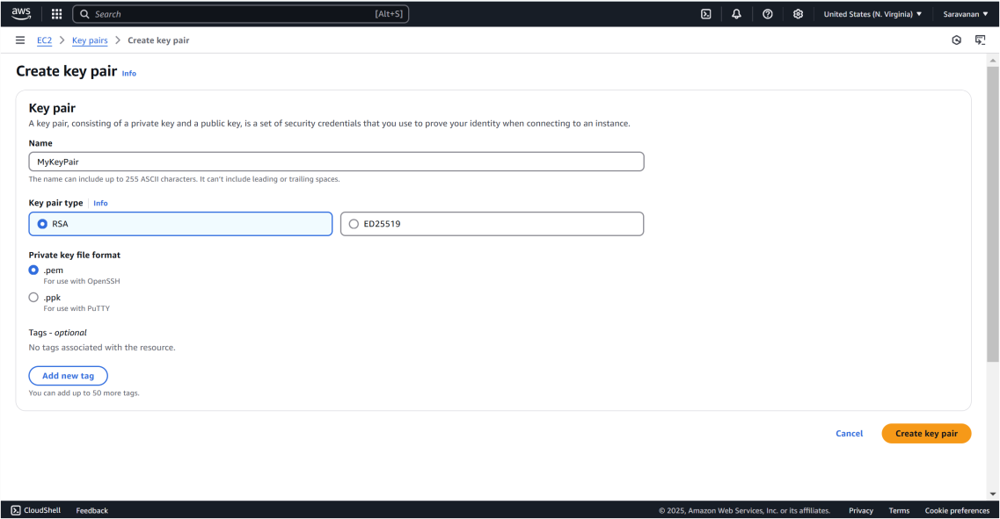 aws
Search [Alt+S] United States (N. Virginia) Saravanan
EC2 Key pairs Create key pair
Create key pair Info
Key pair
A key pair, consisting of a private key and a public key, is a set of security credentials that you use to prove your identity when connecting to an instance.
Name
MyKeyPair
The name can include up to 255 ASCII characters. It can't include leading or trailing spaces.
Key pair type Info
RSA ED25519
Private key file format
.pem
For use with OpenSSH
.ppk
For use with PuTTY
Tags - optional
No tags associated with the resource.
Add new tag
You can add up to 50 more tags.
Cancel Create key pair
CloudShell Feedback © 2025, Amazon Web Services, Inc. or its affiliates. Privacy Terms Cookie preferences